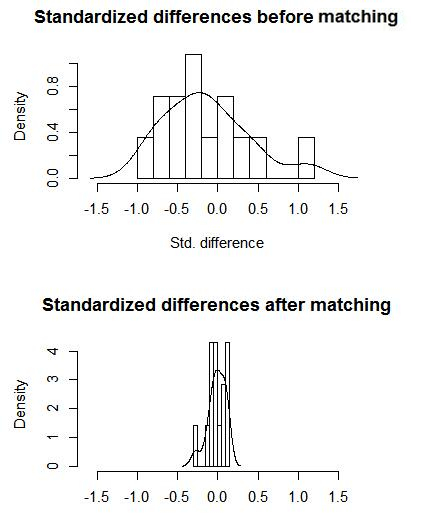 Standardized differences before matching
Density
0.0 0.4 0.8
-1.5 -1.0 -0.5 0.0 0.5 1.0 1.5
Std. difference
Standardized differences after matching
Density
0 1 2 3 4
-1.5 -1.0 -0.5 0.0 0.5 1.0 1.5